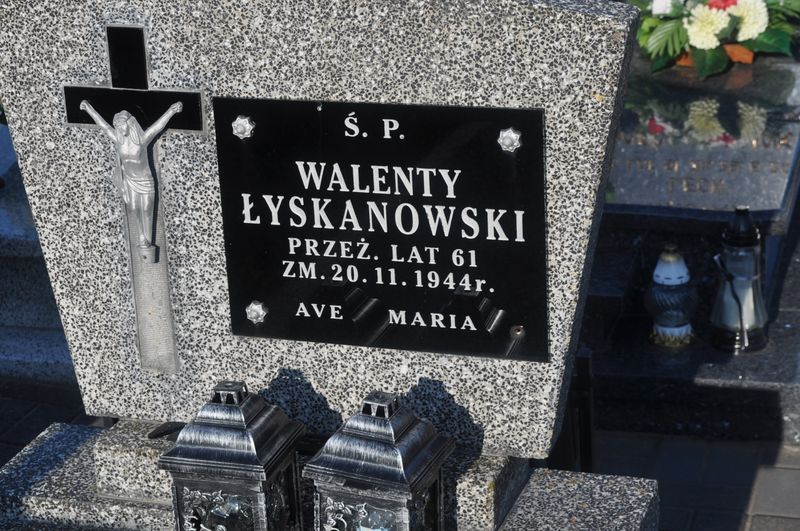 Ś. P.
WALENTY
ŁYSKANOWSKI
PRZEŻ. LAT 61
ZM. 20.11.1944r.
AVE MARIA